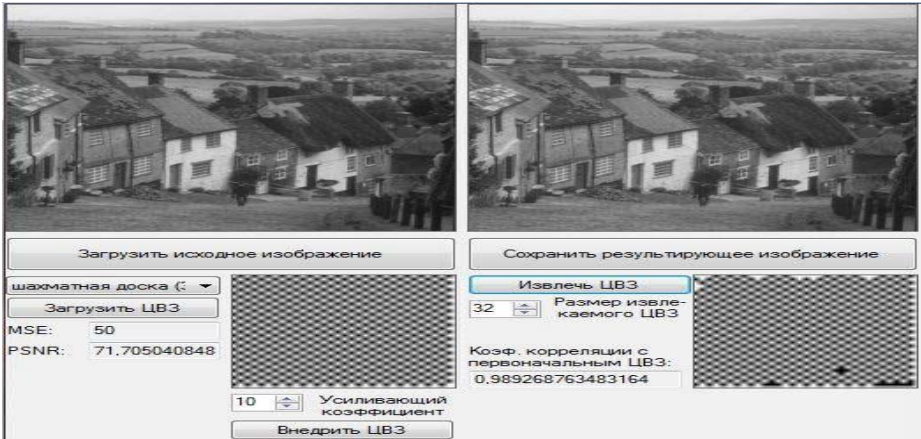 Загрузить исходное изображение
Сохранить результирующее изображение
шахматная доска (3
Загрузить ЦВЗ
MSE: 50
PSNR: 71,705040848
10 Усиливающий
коэффициент
Внедрить ЦВЗ
Извлечь ЦВЗ
32 Размер извле-
каемого ЦВЗ
Коэф. корреляции с
первоначальным ЦВЗ:
0,989268763483164